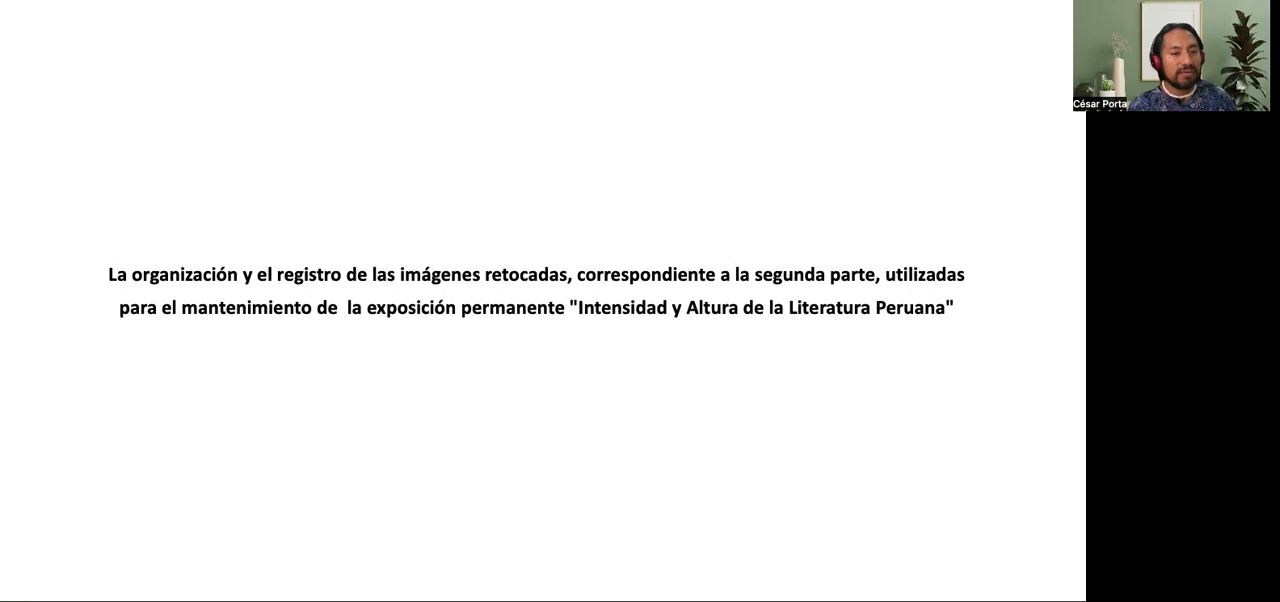 César Porta
La organización y el registro de las imágenes retocadas, correspondiente a la segunda parte, utilizadas
para el mantenimiento de  la exposición permanente "Intensidad y Altura de la Literatura Peruana"